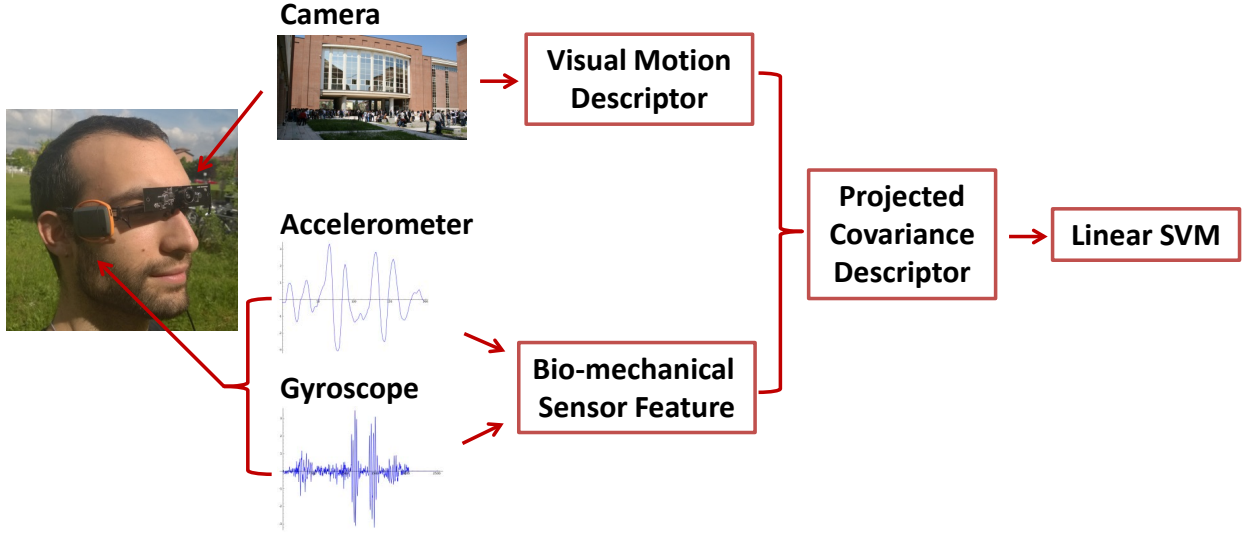 Camera
Visual Motion
Descriptor
Accelerometer
Projected
Covariance
Descriptor
Linear SVM
Bio-mechanical
Sensor Feature
Gyroscope